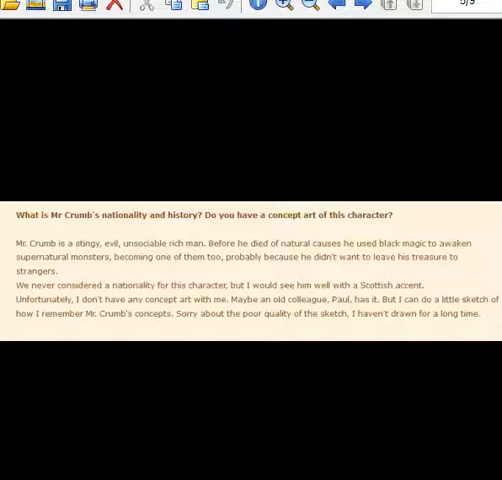 5/9
What is Mr Crumb's nationality and history? Do you have a concept art of this character?
Mr. Crumb is a stingy, evil, unsociable rich man. Before he died of natural causes he used black magic to awaken
supernatural monsters, becoming one of them too, probably because he didn't want to leave his treasure to
strangers.
We never considered a nationality for this character, but I would see him well with a Scottish accent.
Unfortunately, I don't have any concept art with me. Maybe an old colleague, Paul, has it. But I can do a little sketch of
how I remember Mr. Crumb's concepts. Sorry about the poor quality of the sketch, I haven't drawn for a long time.